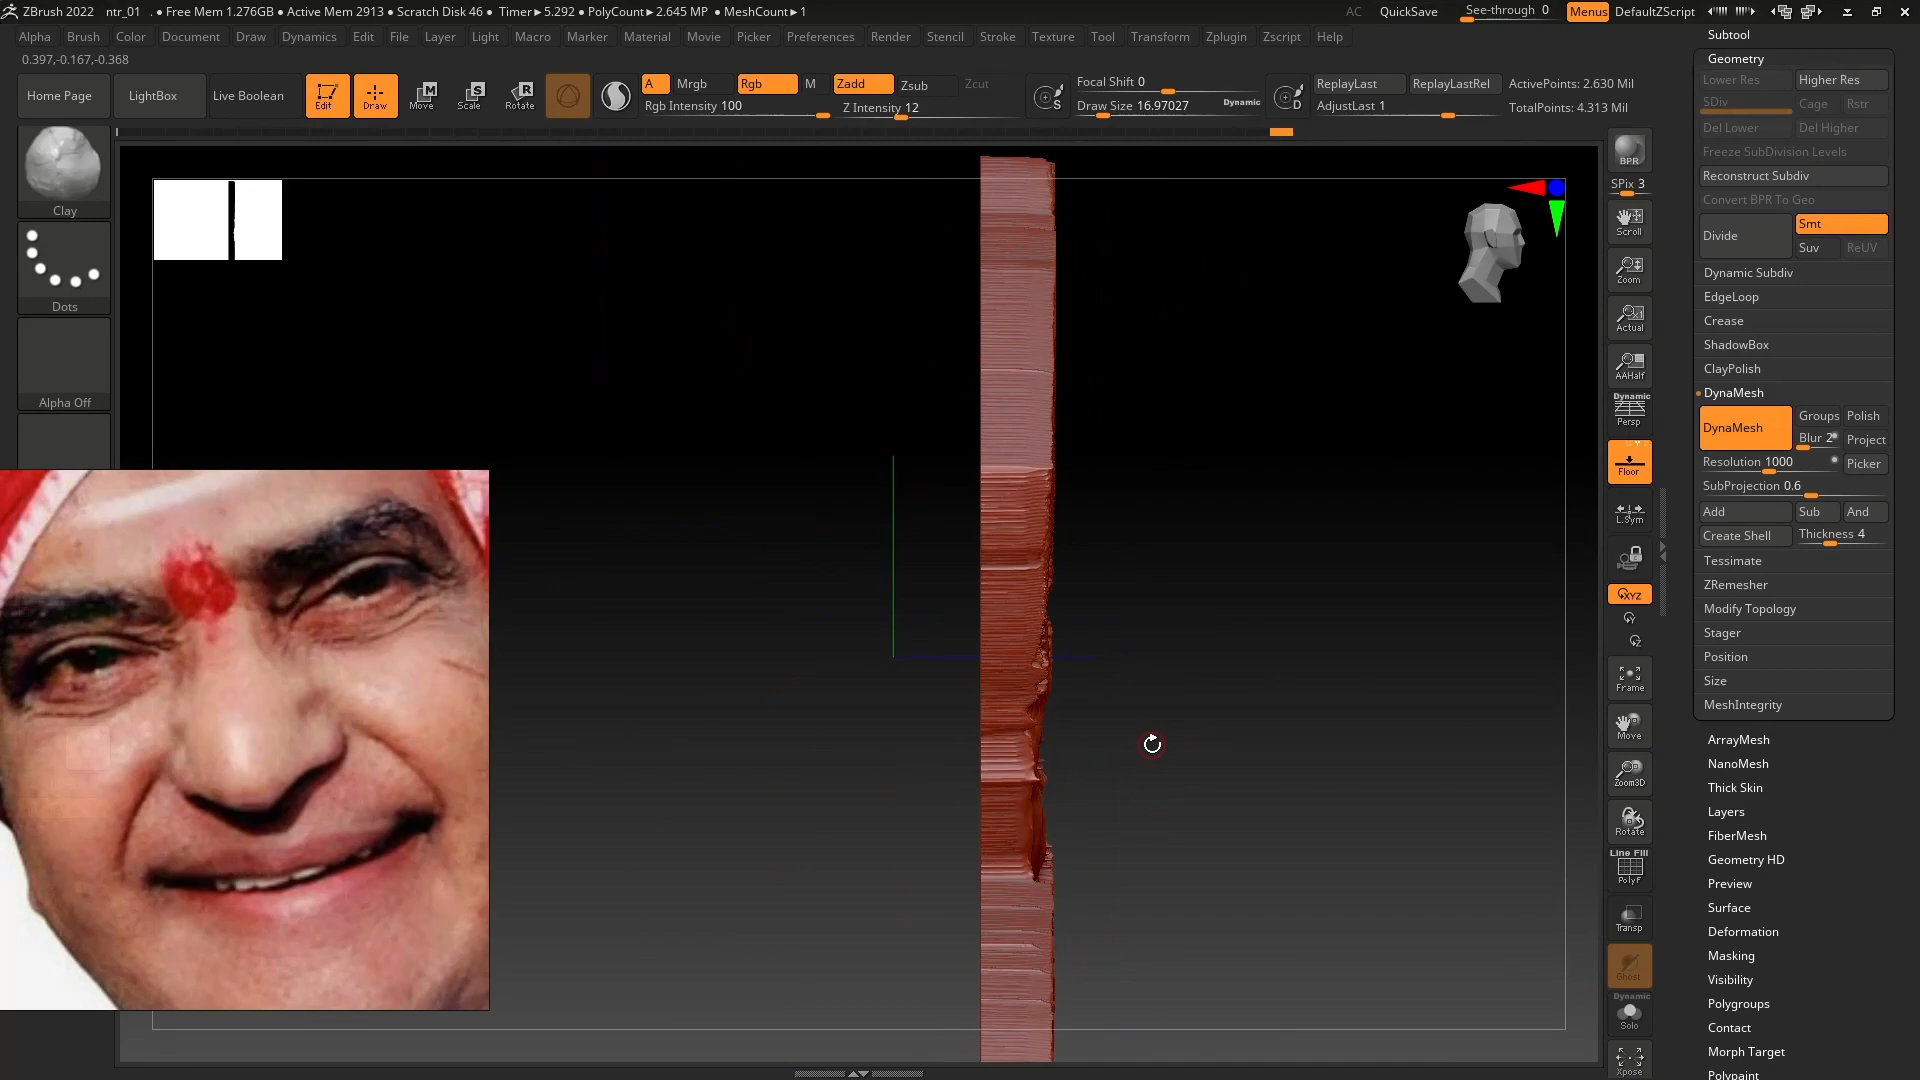 ZBrush 2022 ntr_01 . • Free Mem 1.276GB • Active Mem 2913 • Scratch Disk 46 • Timer▸5.292 • PolyCount▸2.645 MP • MeshCount▸1 AC QuickSave See-through 0 Menus DefaultZScript
Alpha Brush Color Document Draw Dynamics Edit File Layer Light Macro Marker Material Movie Picker Preferences Render Stencil Stroke Texture Tool Transform Zplugin Zscript Help
0.397,-0.167,-0.368
Home Page LightBox Live Boolean Edit Draw Move Scale Rotate
A Mrgb Rgb M Zadd Zsub Zcut
Rgb Intensity 100 Z Intensity 12
S
Focal Shift 0
Draw Size 16.97027 Dynamic
D
ReplayLast ReplayLastRel ActivePoints: 2.630 Mil
AdjustLast 1 TotalPoints: 4.313 Mil
Clay
Dots
Alpha Off
BPR
SPix 3
Scroll
Zoom
Actual
AAHalf
Dynamic
Persp
Floor
L.Sym
XYZ
Y
Z
Frame
Move
Zoom3D
Rotate
Line Fill
PolyF
Transp
Ghost
Dynamic
Solo
Xpose
Subtool
Geometry
Lower Res Higher Res
SDiv Cage Rstr
Del Lower Del Higher
Freeze SubDivision Levels
Reconstruct Subdiv
Convert BPR To Geo
Divide Smt
Suv ReUV
Dynamic Subdiv
EdgeLoop
Crease
ShadowBox
ClayPolish
DynaMesh
DynaMesh Groups Polish
Blur 2 Project
Resolution 1000 Picker
SubProjection 0.6
Add Sub And
Create Shell Thickness 4
Tessimate
ZRemesher
Modify Topology
Stager
Position
Size
MeshIntegrity
ArrayMesh
NanoMesh
Thick Skin
Layers
FiberMesh
Geometry HD
Preview
Surface
Deformation
Masking
Visibility
Polygroups
Contact
Morph Target
Polypaint